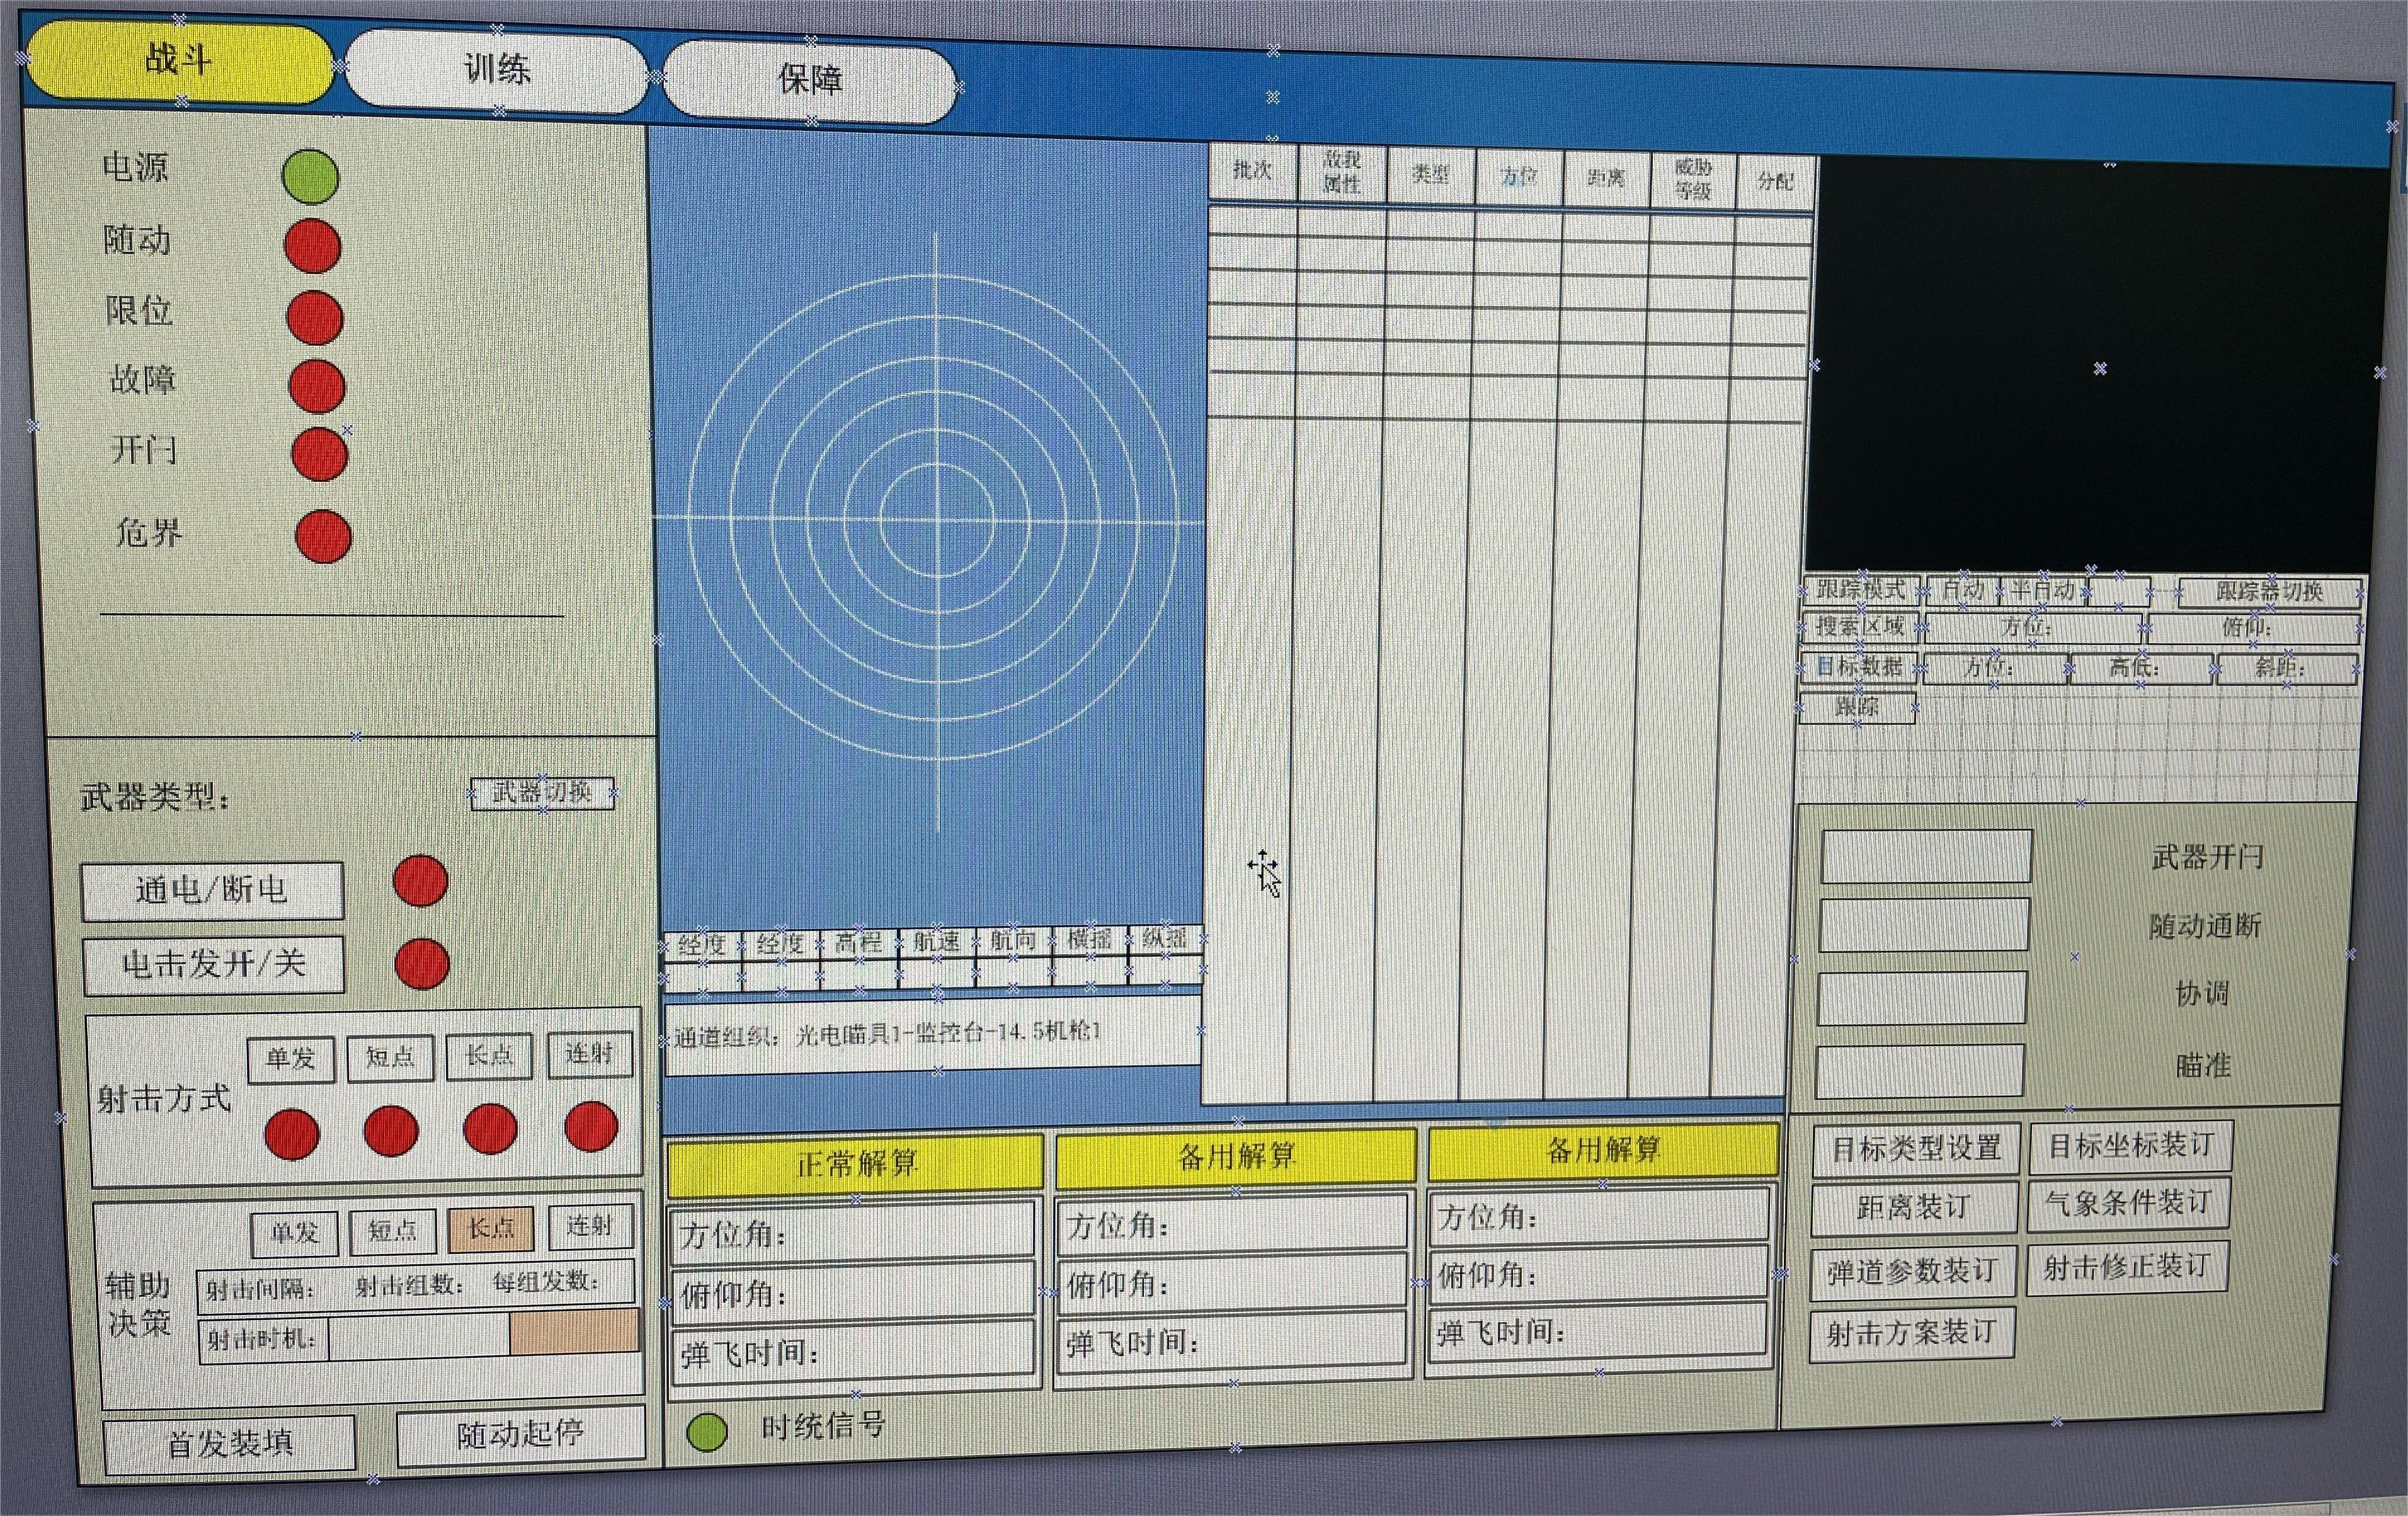 战斗 训练 保障
电源
随动
限位
故障
开闩
危界
武器类型： 武器切换
通电/断电
电击发开/关
射击方式
单发 短点 长点 连射
辅助
决策
单发 短点 长点 连射
射击间隔： 射击组数： 每组发数：
射击时机：
首发装填 随动起停
经度 经度 高程 航速 航向 横摇 纵摇
通道组织：光电瞄具1-监控台-14.5机枪1
批次 敌我属性 类型 方位 距离 威胁等级 分配
正常解算 备用解算 备用解算
方位角： 方位角： 方位角：
俯仰角： 俯仰角： 俯仰角：
弹飞时间： 弹飞时间： 弹飞时间：
时统信号
跟踪模式 自动 半自动 跟踪器切换
搜索区域 方位： 俯仰：
目标数据 方位： 高低： 斜距：
跟踪
武器开闩
随动通断
协调
瞄准
目标类型设置 目标坐标装订
距离装订 气象条件装订
弹道参数装订 射击修正装订
射击方案装订